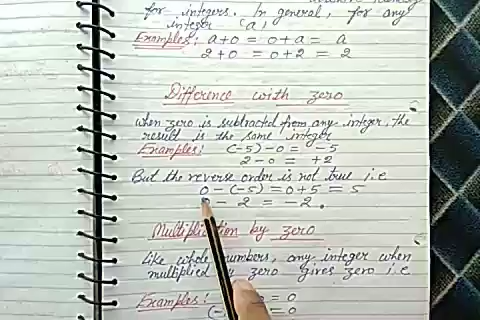 for integers. In general, for any
integer 'a'
Examples: a+0 = 0+a = a
2+0 = 0+2 = 2
Difference with zero
when zero is subtracted from any integer, the
result is the same integer
Examples: (-5)-0 = -5
2-0 = +2
But the reverse order is not true i.e
0-(-5) = 0+5 = 5
0 - 2 = -2.
Multiplication by zero
Like whole numbers, any integer when
multiplied by zero gives zero i.e
Examples: = 0
= 0